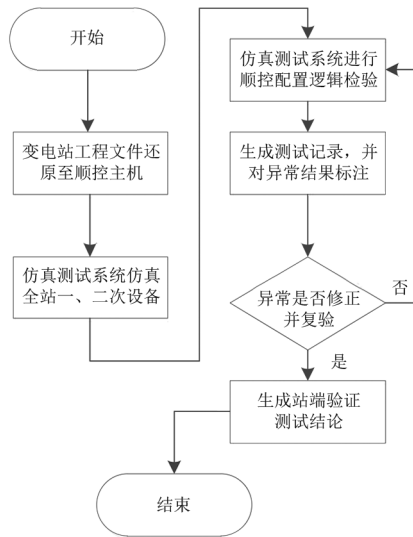 开始
变电站工程文件还
原至顺控主机
仿真测试系统仿真
全站一、二次设备
仿真测试系统进行
顺控配置逻辑检验
生成测试记录，并
对异常结果标注
异常是否修正
并复验
否
是
生成站端验证
测试结论
结束